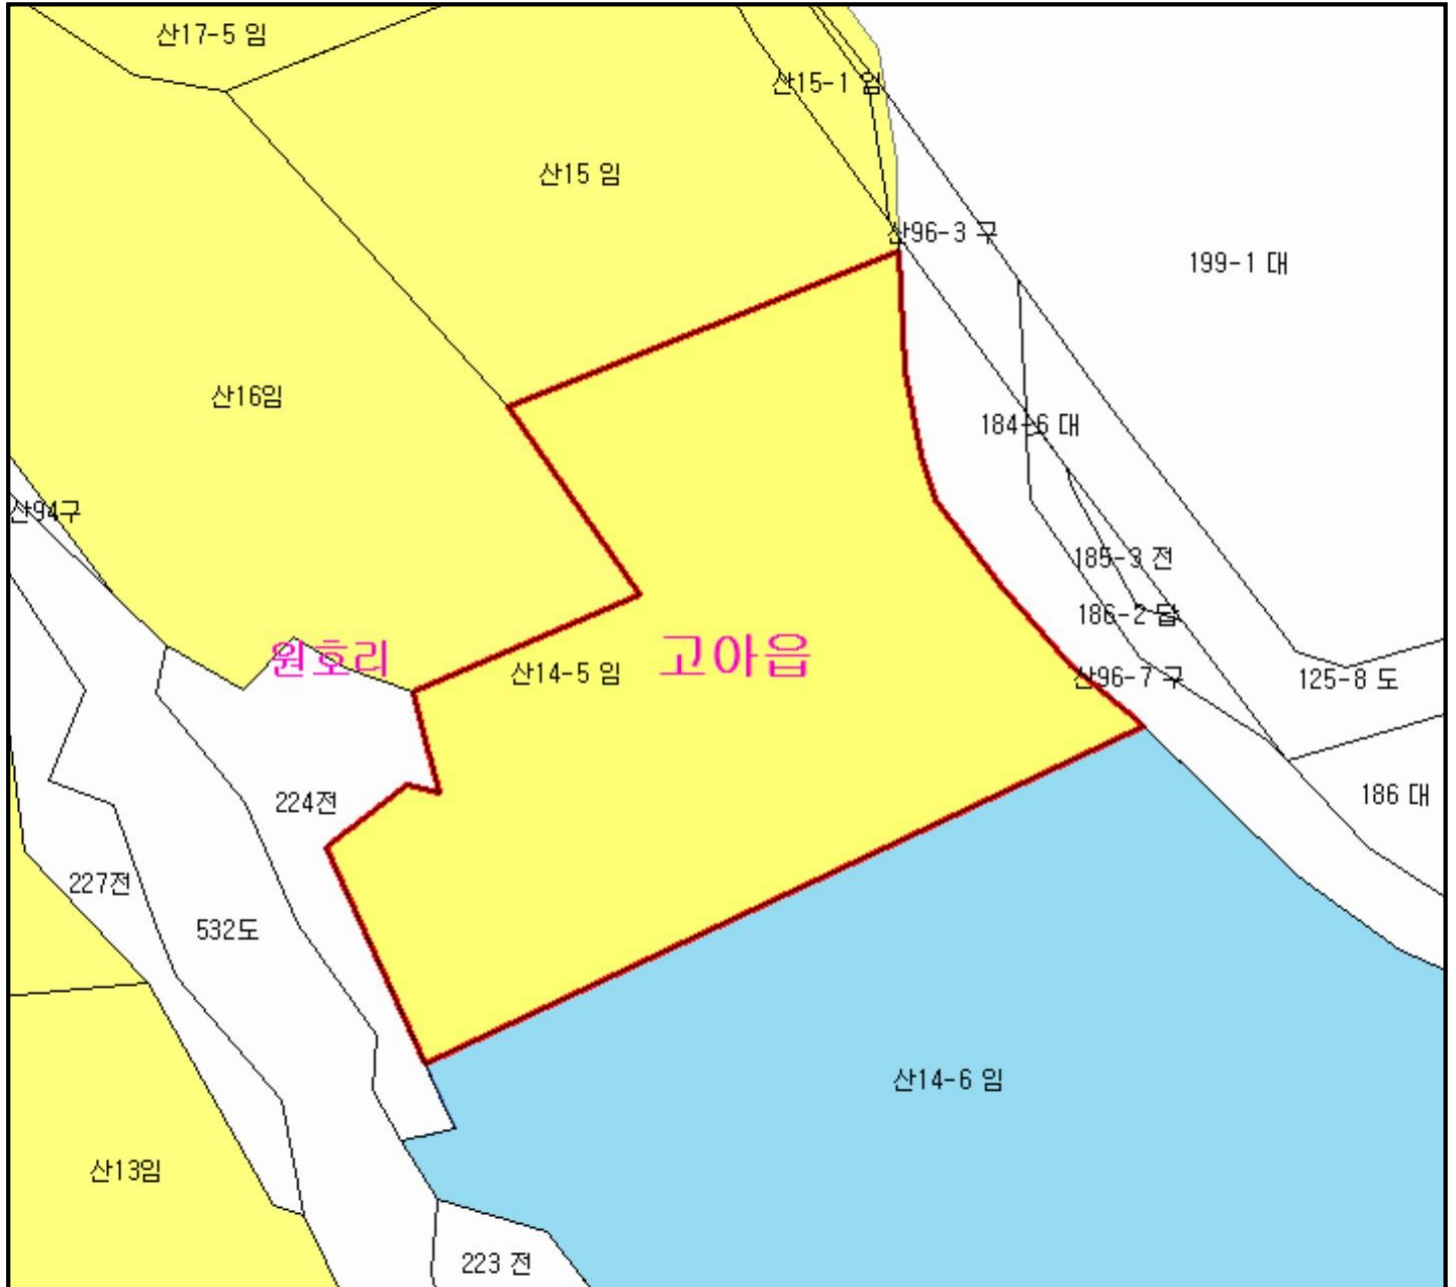 산17-5 임
산15-1 임
산15 임
산96-3 구
199-1 대
산16임
184-6 대
산94구
185-3 전
186-2 답
원호리
고아읍
산14-5 임
산96-7 구
125-8 도
224전
186 대
227전
532도
산14-6 임
산13임
223 전